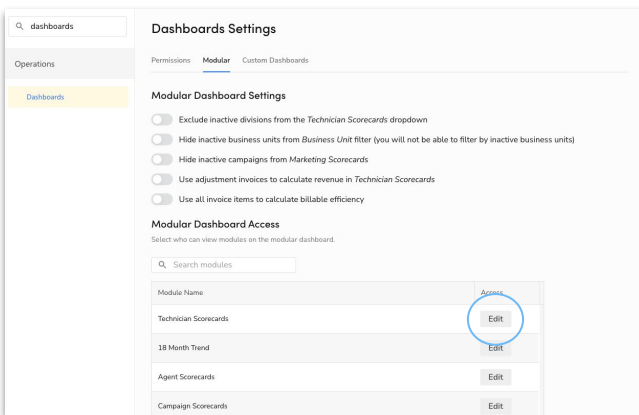 dashboards
Operations
Dashboards
Dashboards Settings
Permissions Modular Custom Dashboards
Modular Dashboard Settings
Exclude inactive divisions from the Technician Scorecards dropdown
Hide inactive business units from Business Unit filter (you will not be able to filter by inactive business units)
Hide inactive campaigns from Marketing Scorecards
Use adjustment invoices to calculate revenue in Technician Scorecards
Use all invoice items to calculate billable efficiency
Modular Dashboard Access
Select who can view modules on the modular dashboard
Search modules
Module Name Access
Technician Scorecards Edit
18 Month Trend Edit
Agent Scorecards Edit
Campaign Scorecards Edit